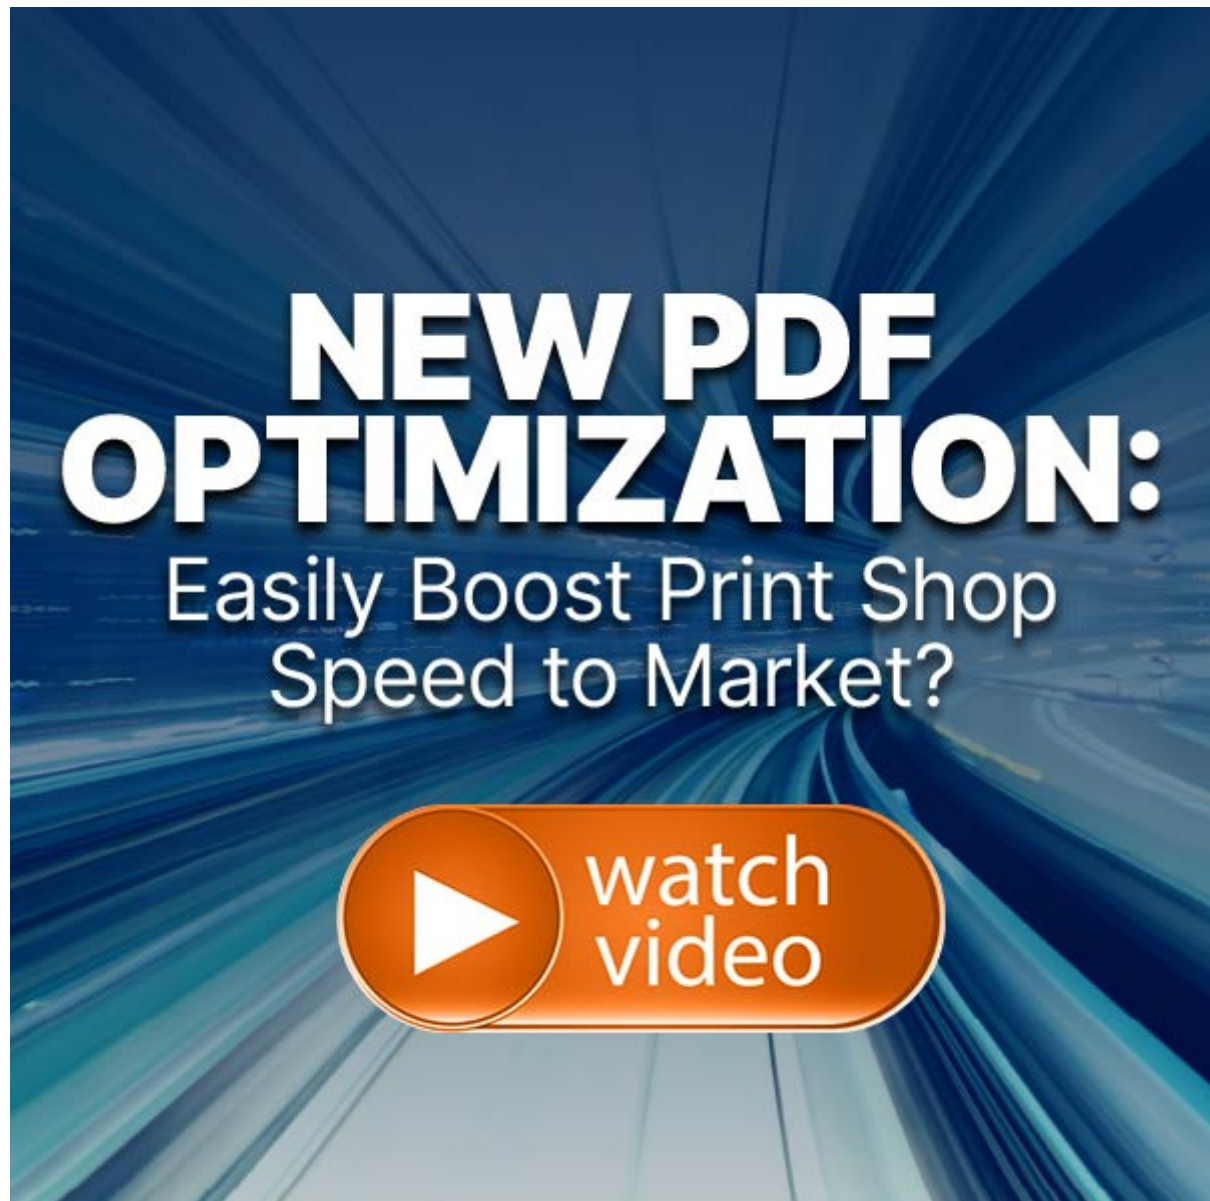 NEW PDF
OPTIMIZATION:
Easily Boost Print Shop
Speed to Market?
watch
video